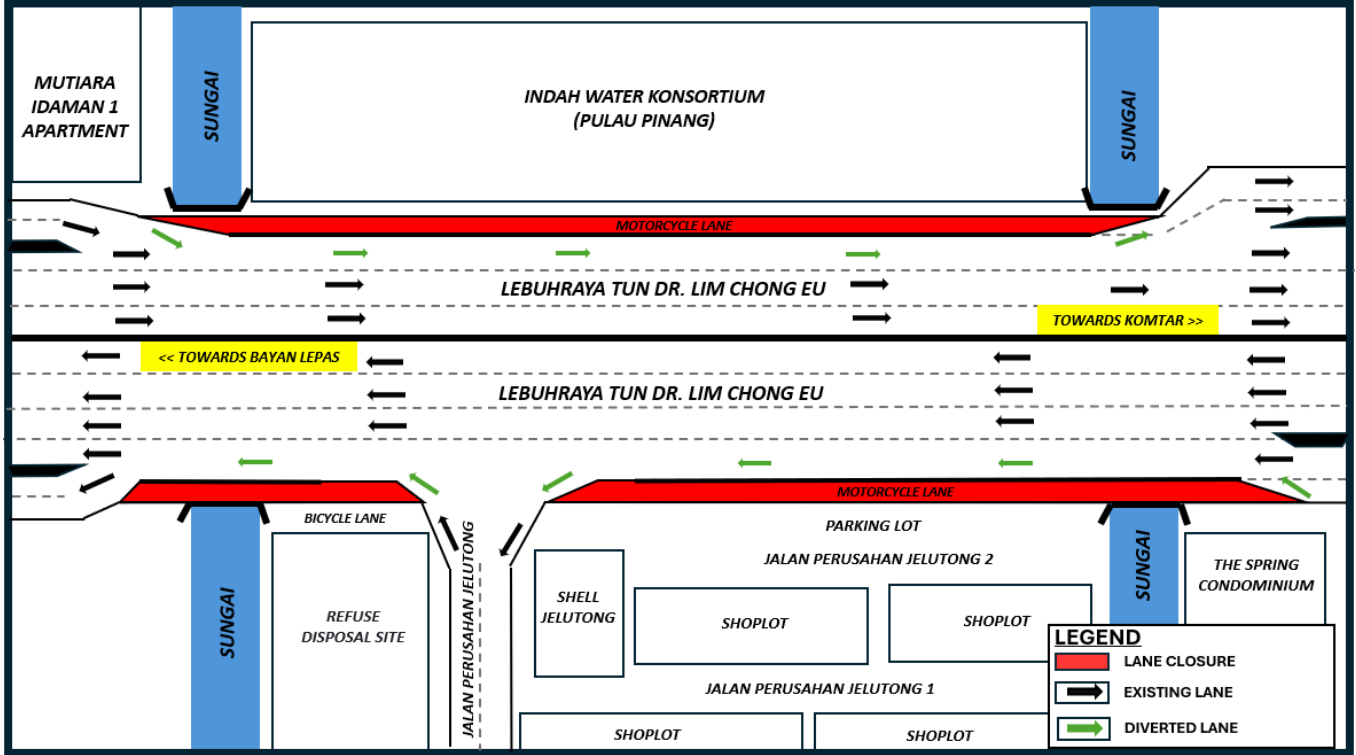 MUTIARA
IDAMAN 1
APARTMENT
SUNGAI
INDAH WATER KONSORTIUM
(PULAU PINANG)
SUNGAI
MOTORCYCLE LANE
LEBUHRAYA TUN DR. LIM CHONG EU
TOWARDS KOMTAR >>
<< TOWARDS BAYAN LEPAS
LEBUHRAYA TUN DR. LIM CHONG EU
MOTORCYCLE LANE
BICYCLE LANE
PARKING LOT
JALAN PERUSAHAN JELUTONG 2
JALAN PERUSAHAN JELUTONG
SUNGAI
REFUSE
DISPOSAL SITE
SHELL
JELUTONG
SHOPLOT
SHOPLOT
SUNGAI
THE SPRING
CONDOMINIUM
JALAN PERUSAHAN JELUTONG 1
SHOPLOT
SHOPLOT
LEGEND
LANE CLOSURE
EXISTING LANE
DIVERTED LANE